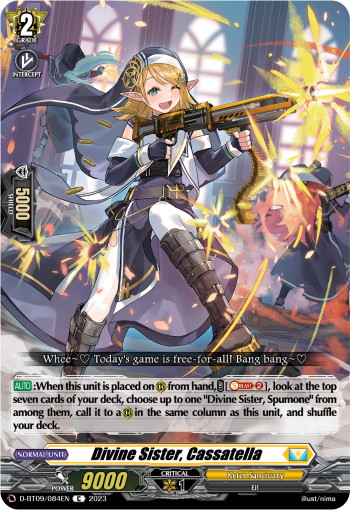 2
GRADE
INTERCEPT
5000
SHIELD
Whee~♡ Today's game is free-for-all! Bang bang~♡
AUTO:When this unit is placed on R from hand, COST [SOUL BLAST 2], look at the top
seven cards of your deck, choose up to one "Divine Sister, Spumone" from
among them, call it to a R in the same column as this unit, and shuffle
your deck.
NORMAL UNIT
Divine Sister, Cassatella
POWER
9000
CRITICAL
1
Keter Sanctuary
Elf
D-BT09/084EN C 2023
illust/nima